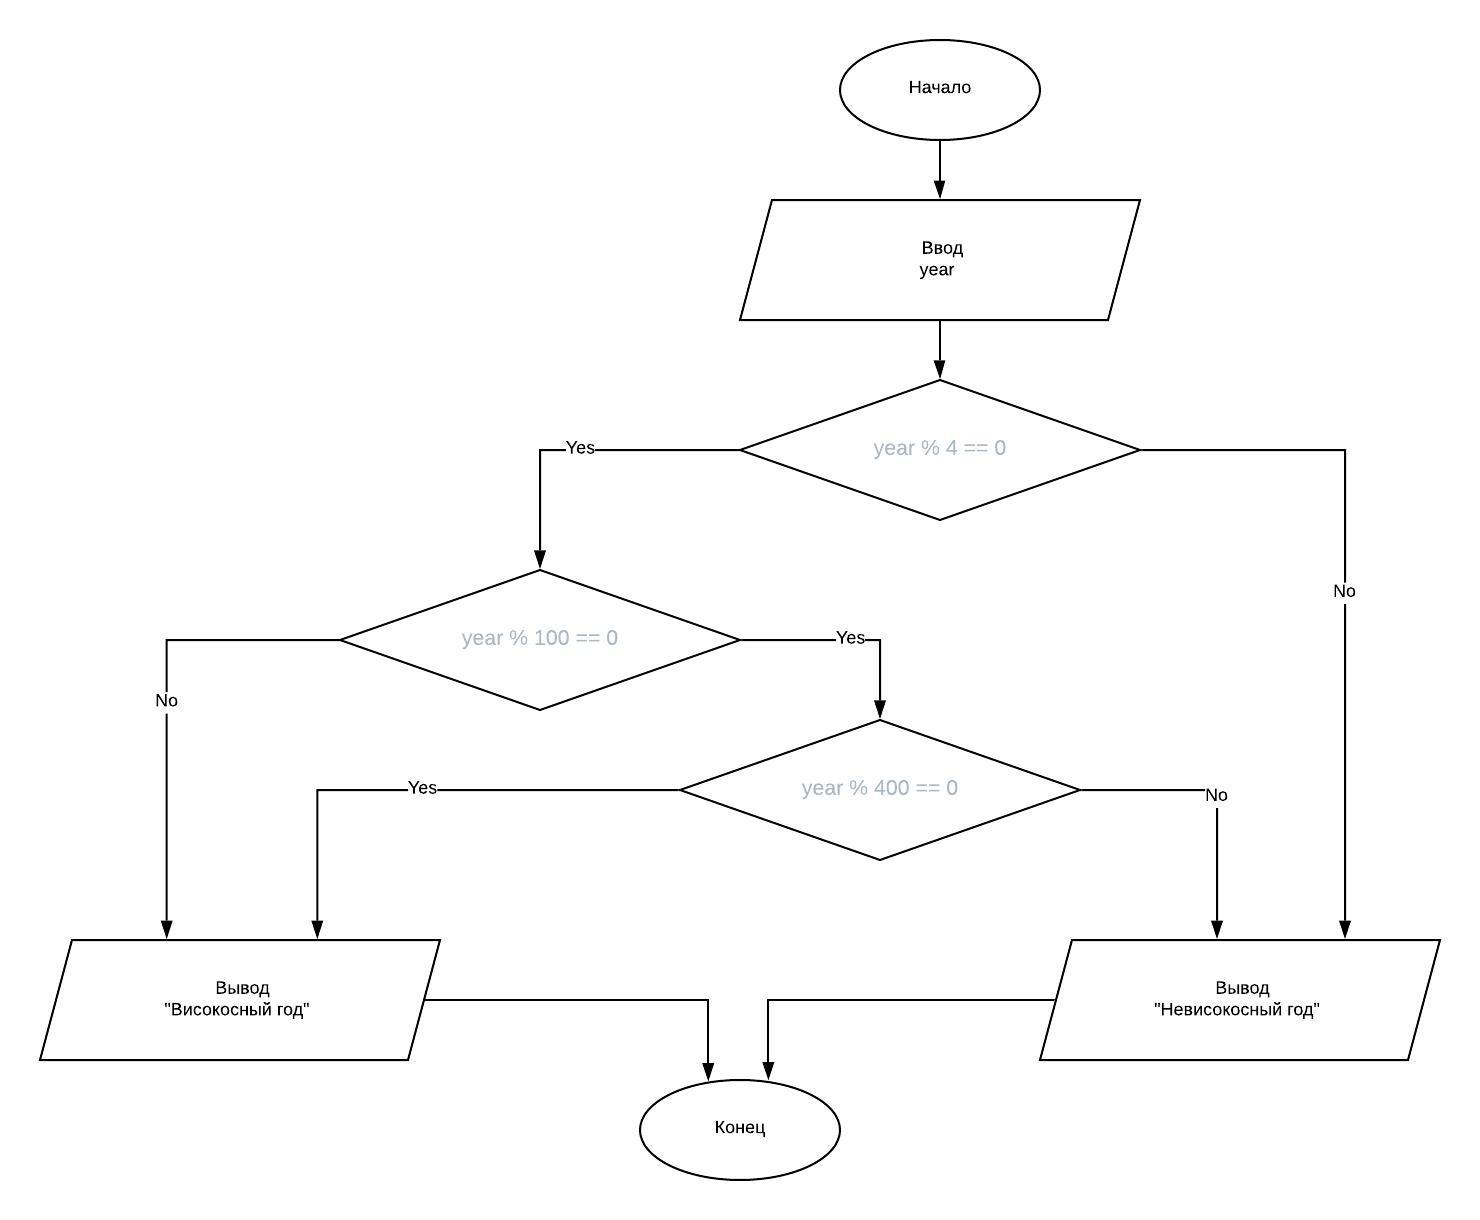 Начало
Ввод
year
year % 4 == 0
Yes
No
year % 100 == 0
Yes
No
year % 400 == 0
Yes
No
Вывод
"Високосный год"
Вывод
"Невисокосный год"
Конец